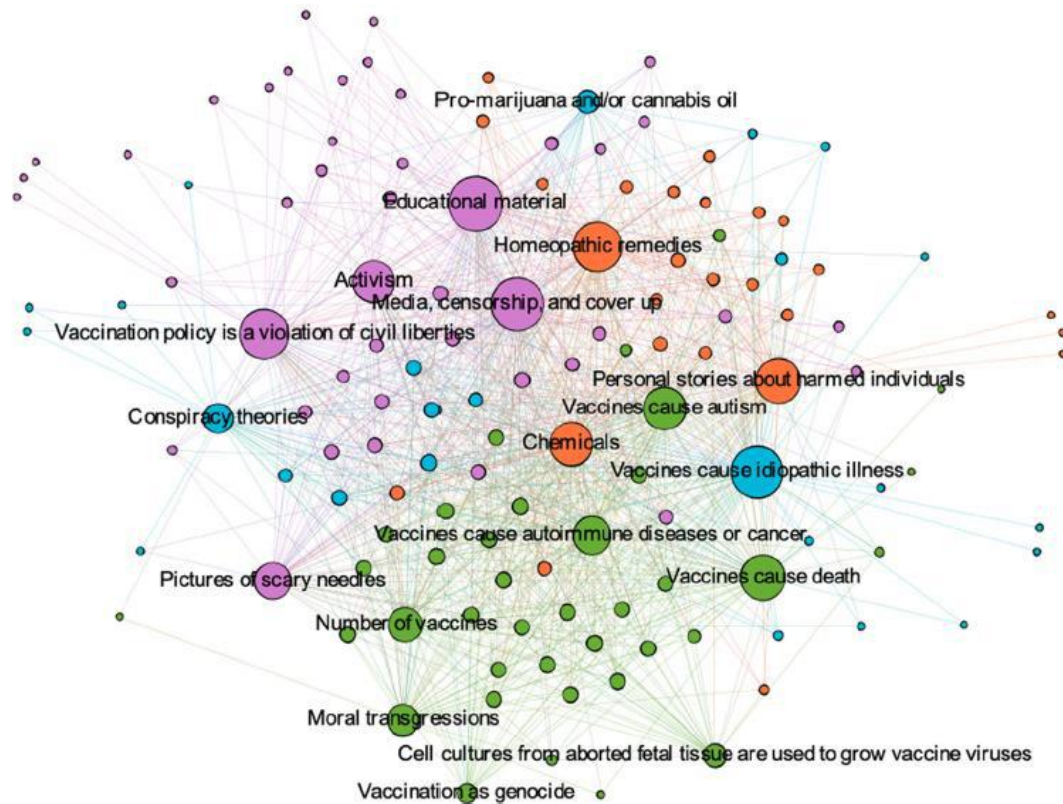 Pro-marijuana and/or cannabis oil
Educational material
Homeopathic remedies
Activism
Media, censorship, and cover up
Vaccination policy is a violation of civil liberties
Personal stories about harmed individuals
Vaccines cause autism
Conspiracy theories
Chemicals
Vaccines cause idiopathic illness
Vaccines cause autoimmune diseases or cancer
Pictures of scary needles
Vaccines cause death
Number of vaccines
Moral transgressions
Cell cultures from aborted fetal tissue are used to grow vaccine viruses
Vaccination as genocide